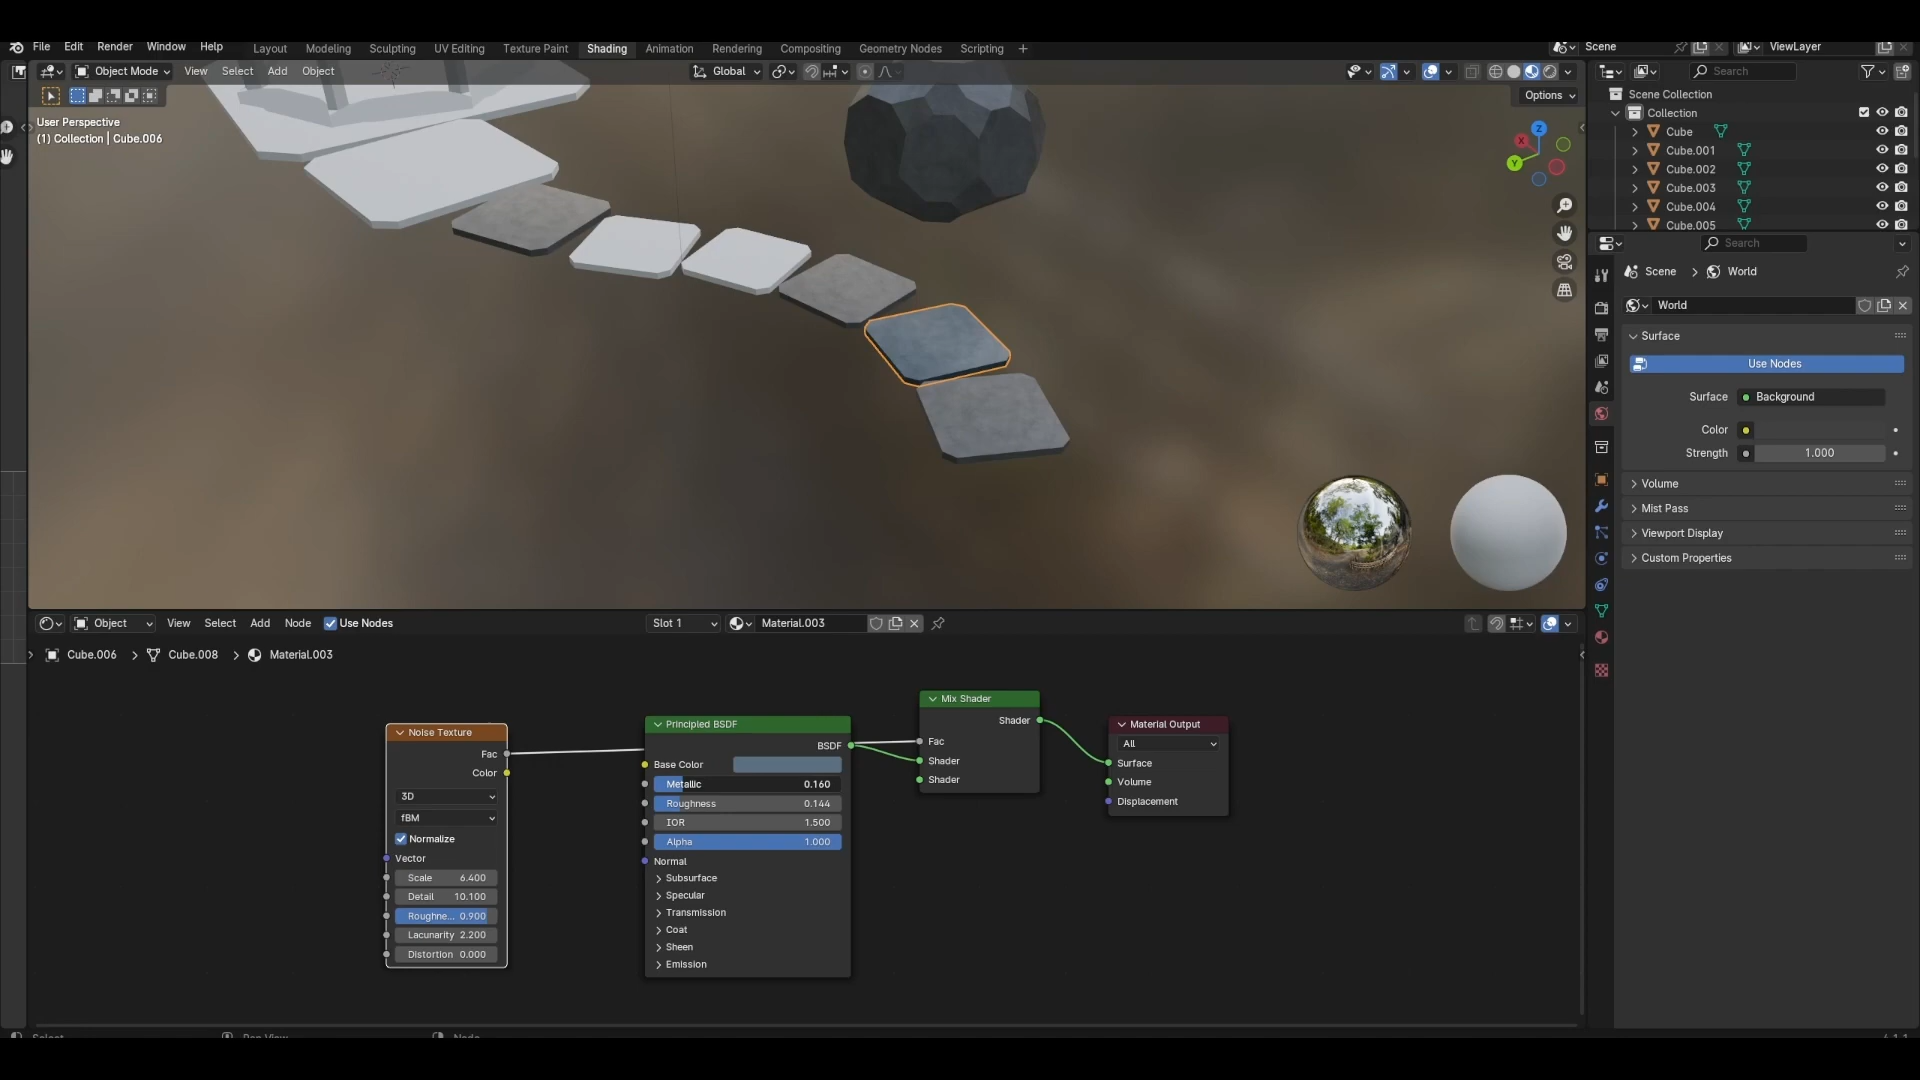 File Edit Render Window Help Layout Modeling Sculpting UV Editing Texture Paint Shading Animation Rendering Compositing Geometry Nodes Scripting + Scene ViewLayer
Object Mode View Select Add Object Global Search
Options
User Perspective
(1) Collection | Cube.006
Z
X
Y
Scene Collection
Collection
Cube
Cube.001
Cube.002
Cube.003
Cube.004
Cube.005
Search
Scene > World
World
Surface
Use Nodes
Surface Background
Color
Strength 1.000
Volume
Mist Pass
Viewport Display
Custom Properties
Object View Select Add Node Use Nodes Slot 1 Material.003
Cube.006 > Cube.008 > Material.003
Noise Texture
Fac
Color
3D
fBM
Normalize
Vector
Scale 6.400
Detail 10.100
Roughne... 0.900
Lacunarity 2.200
Distortion 0.000
Principled BSDF
BSDF
Base Color
Metallic 0.160
Roughness 0.144
IOR 1.500
Alpha 1.000
Normal
Subsurface
Specular
Transmission
Coat
Sheen
Emission
Mix Shader
Shader
Fac
Shader
Shader
Material Output
All
Surface
Volume
Displacement